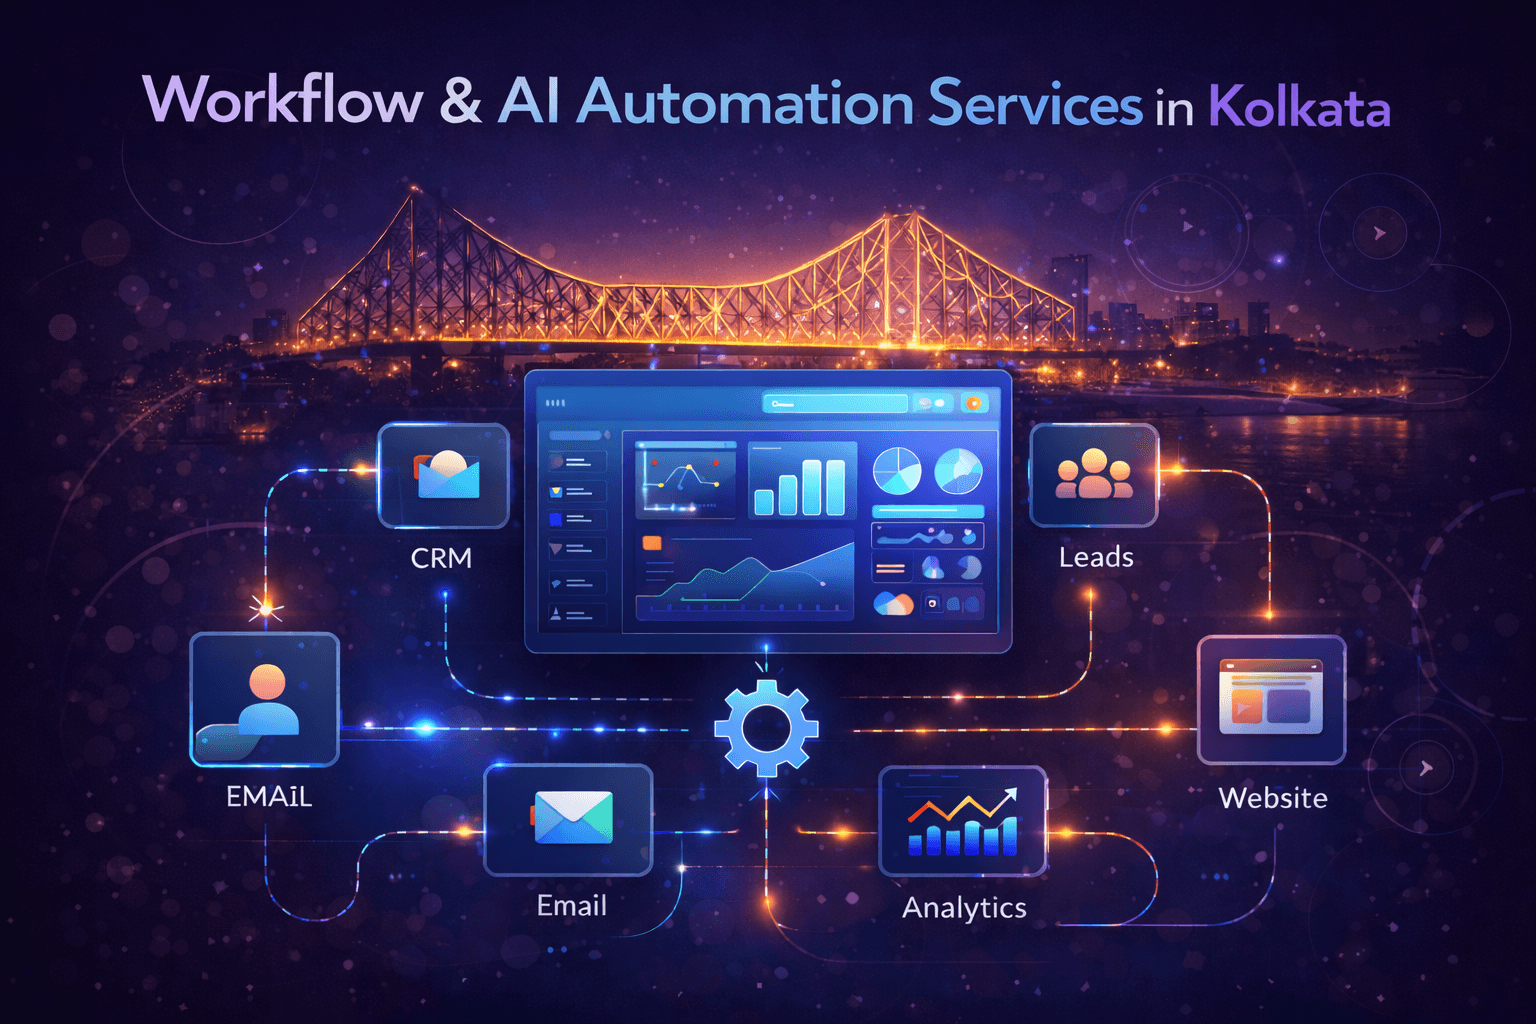 Workflow & AI Automation Services in Kolkata
CRM
Leads
EMAiL
Website
Email
Analytics